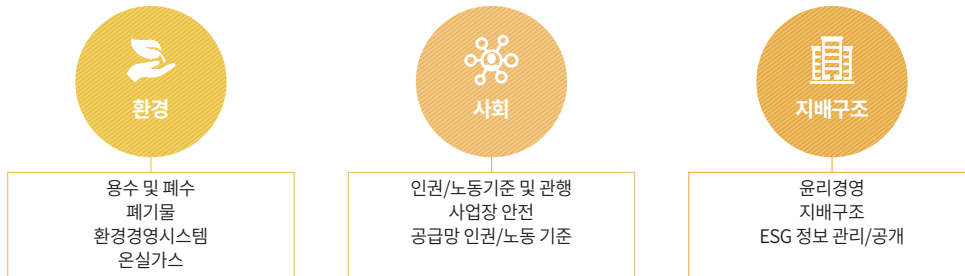 환경
용수 및 폐수
폐기물
환경경영시스템
온실가스
사회
인권/노동기준 및 관행
사업장 안전
공급망 인권/노동 기준
지배구조
윤리경영
지배구조
ESG 정보 관리/공개